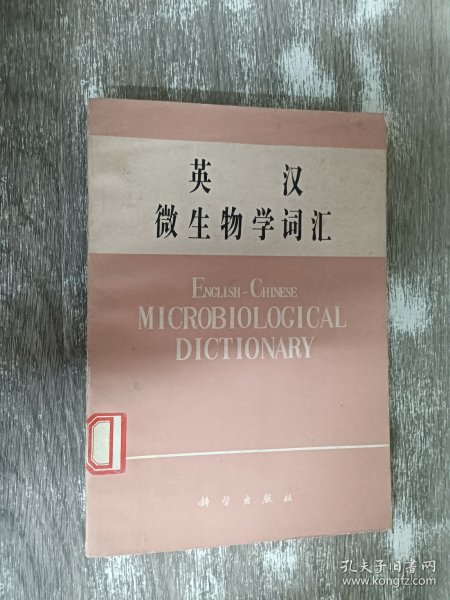 英 汉
微生物学词汇
ENGLISH-CHINESE
MICROBIOLOGICAL
DICTIONARY
科学出版社
孔夫子旧书网
www.kongfz.com